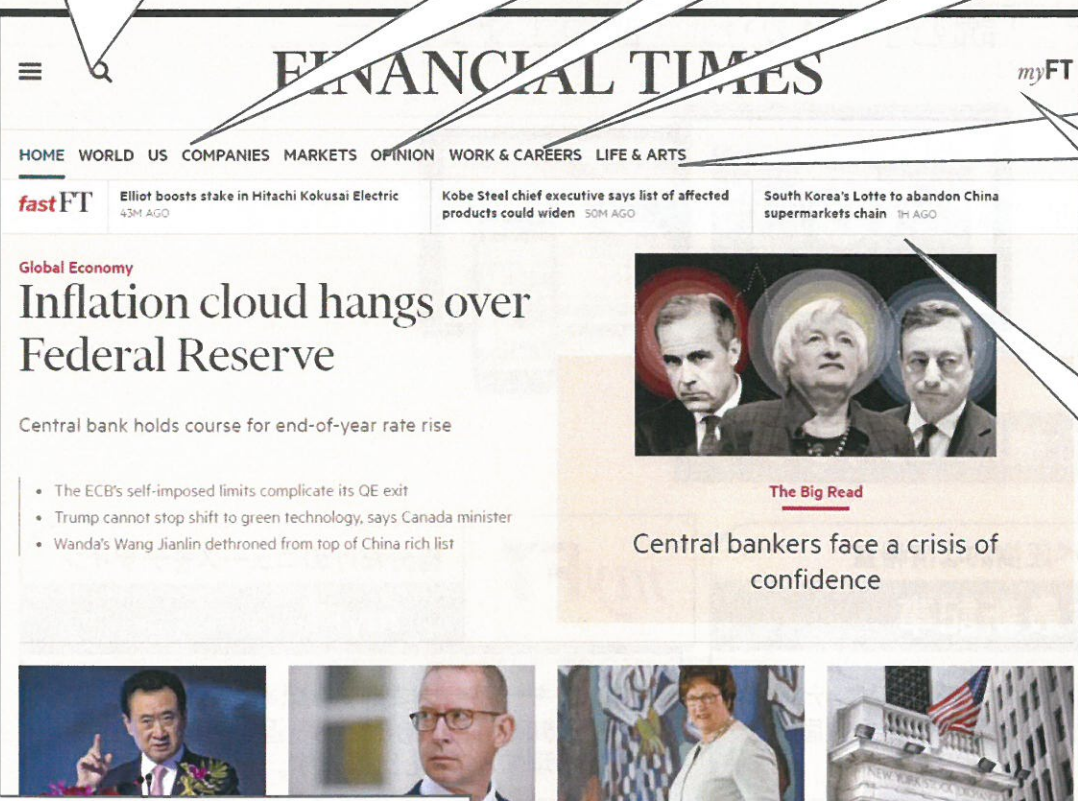 FINANCIAL TIMES
myFT
HOME WORLD US COMPANIES MARKETS OPINION WORK & CAREERS LIFE & ARTS
fastFT
Elliot boosts stake in Hitachi Kokusai Electric
43M AGO
Kobe Steel chief executive says list of affected
products could widen 50M AGO
South Korea's Lotte to abandon China
supermarkets chain 1H AGO
Global Economy
Inflation cloud hangs over
Federal Reserve
Central bank holds course for end-of-year rate rise
• The ECB's self-imposed limits complicate its QE exit
• Trump cannot stop shift to green technology, says Canada minister
• Wanda's Wang Jianlin dethroned from top of China rich list
The Big Read
Central bankers face a crisis of
confidence
NEW YORK STOCK EXCHANGE